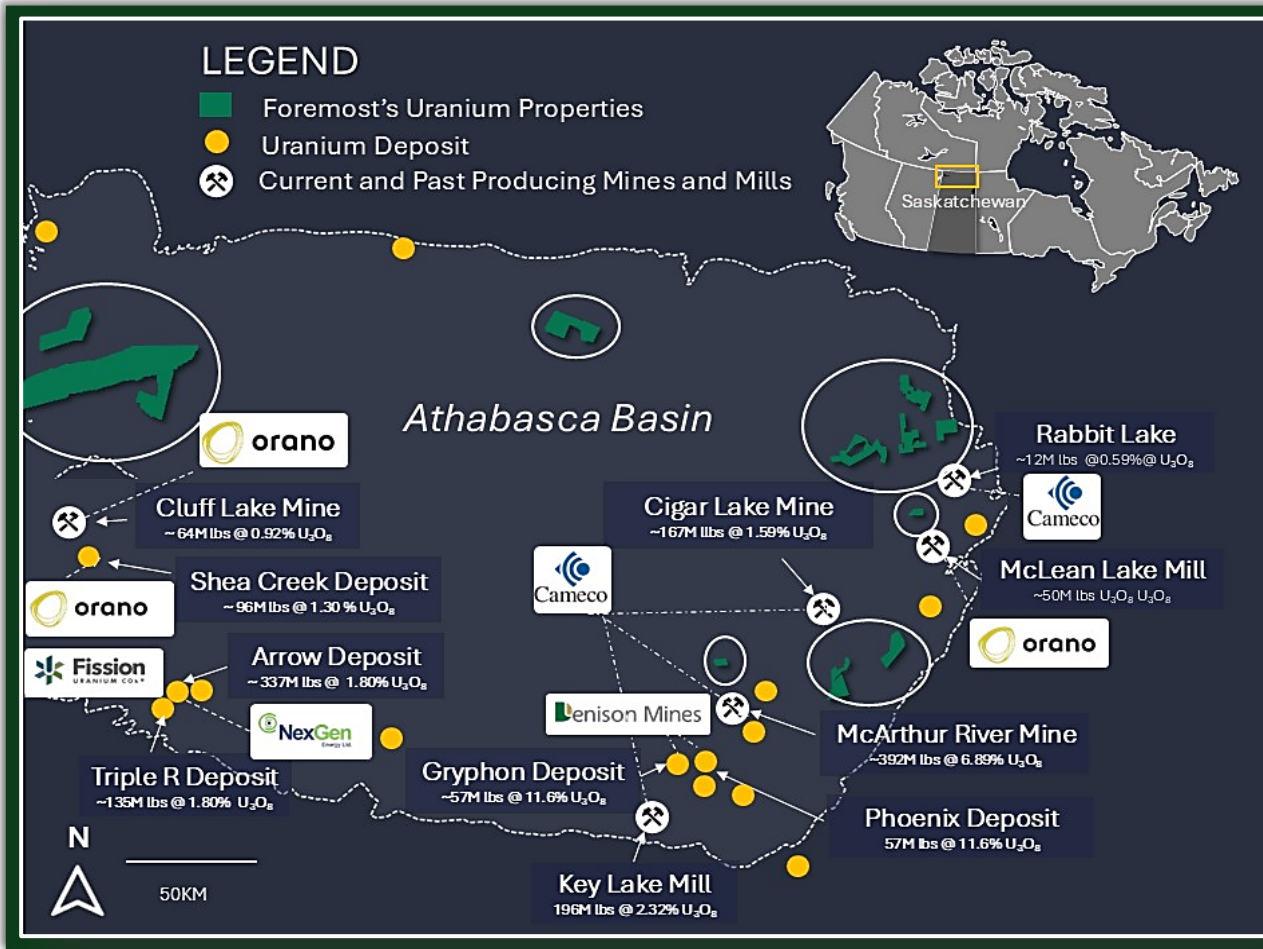 LEGEND
Foremost's Uranium Properties
Uranium Deposit
Current and Past Producing Mines and Mills
Saskatchewan
Athabasca Basin
orano
Cluff Lake Mine
~ 64M lbs @ 0.92% U₃O₈
Shea Creek Deposit
~ 96M lbs @ 1.30 % U₃O₈
orano
Fission
URANIUM CORP
Arrow Deposit
~ 337M lbs @ 1.80% U₃O₈
NexGen
Energy Ltd.
Triple R Deposit
~135M lbs @ 1.80% U₃O₈
Rabbit Lake
~12M lbs @0.59%@ U₃O₈
Cameco
Cigar Lake Mine
~167M llbs @ 1.59% U₃O₈
Cameco
McLean Lake Mill
~50M lbs U₃O₈ U₃O₈
orano
Denison Mines
McArthur River Mine
~392M lbs @ 6.89% U₃O₈
Gryphon Deposit
~57M lbs @ 11.6% U₃O₈
Phoenix Deposit
57M lbs @ 11.6% U₃O₈
Key Lake Mill
196M lbs @ 2.32% U₃O₈
N
50KM